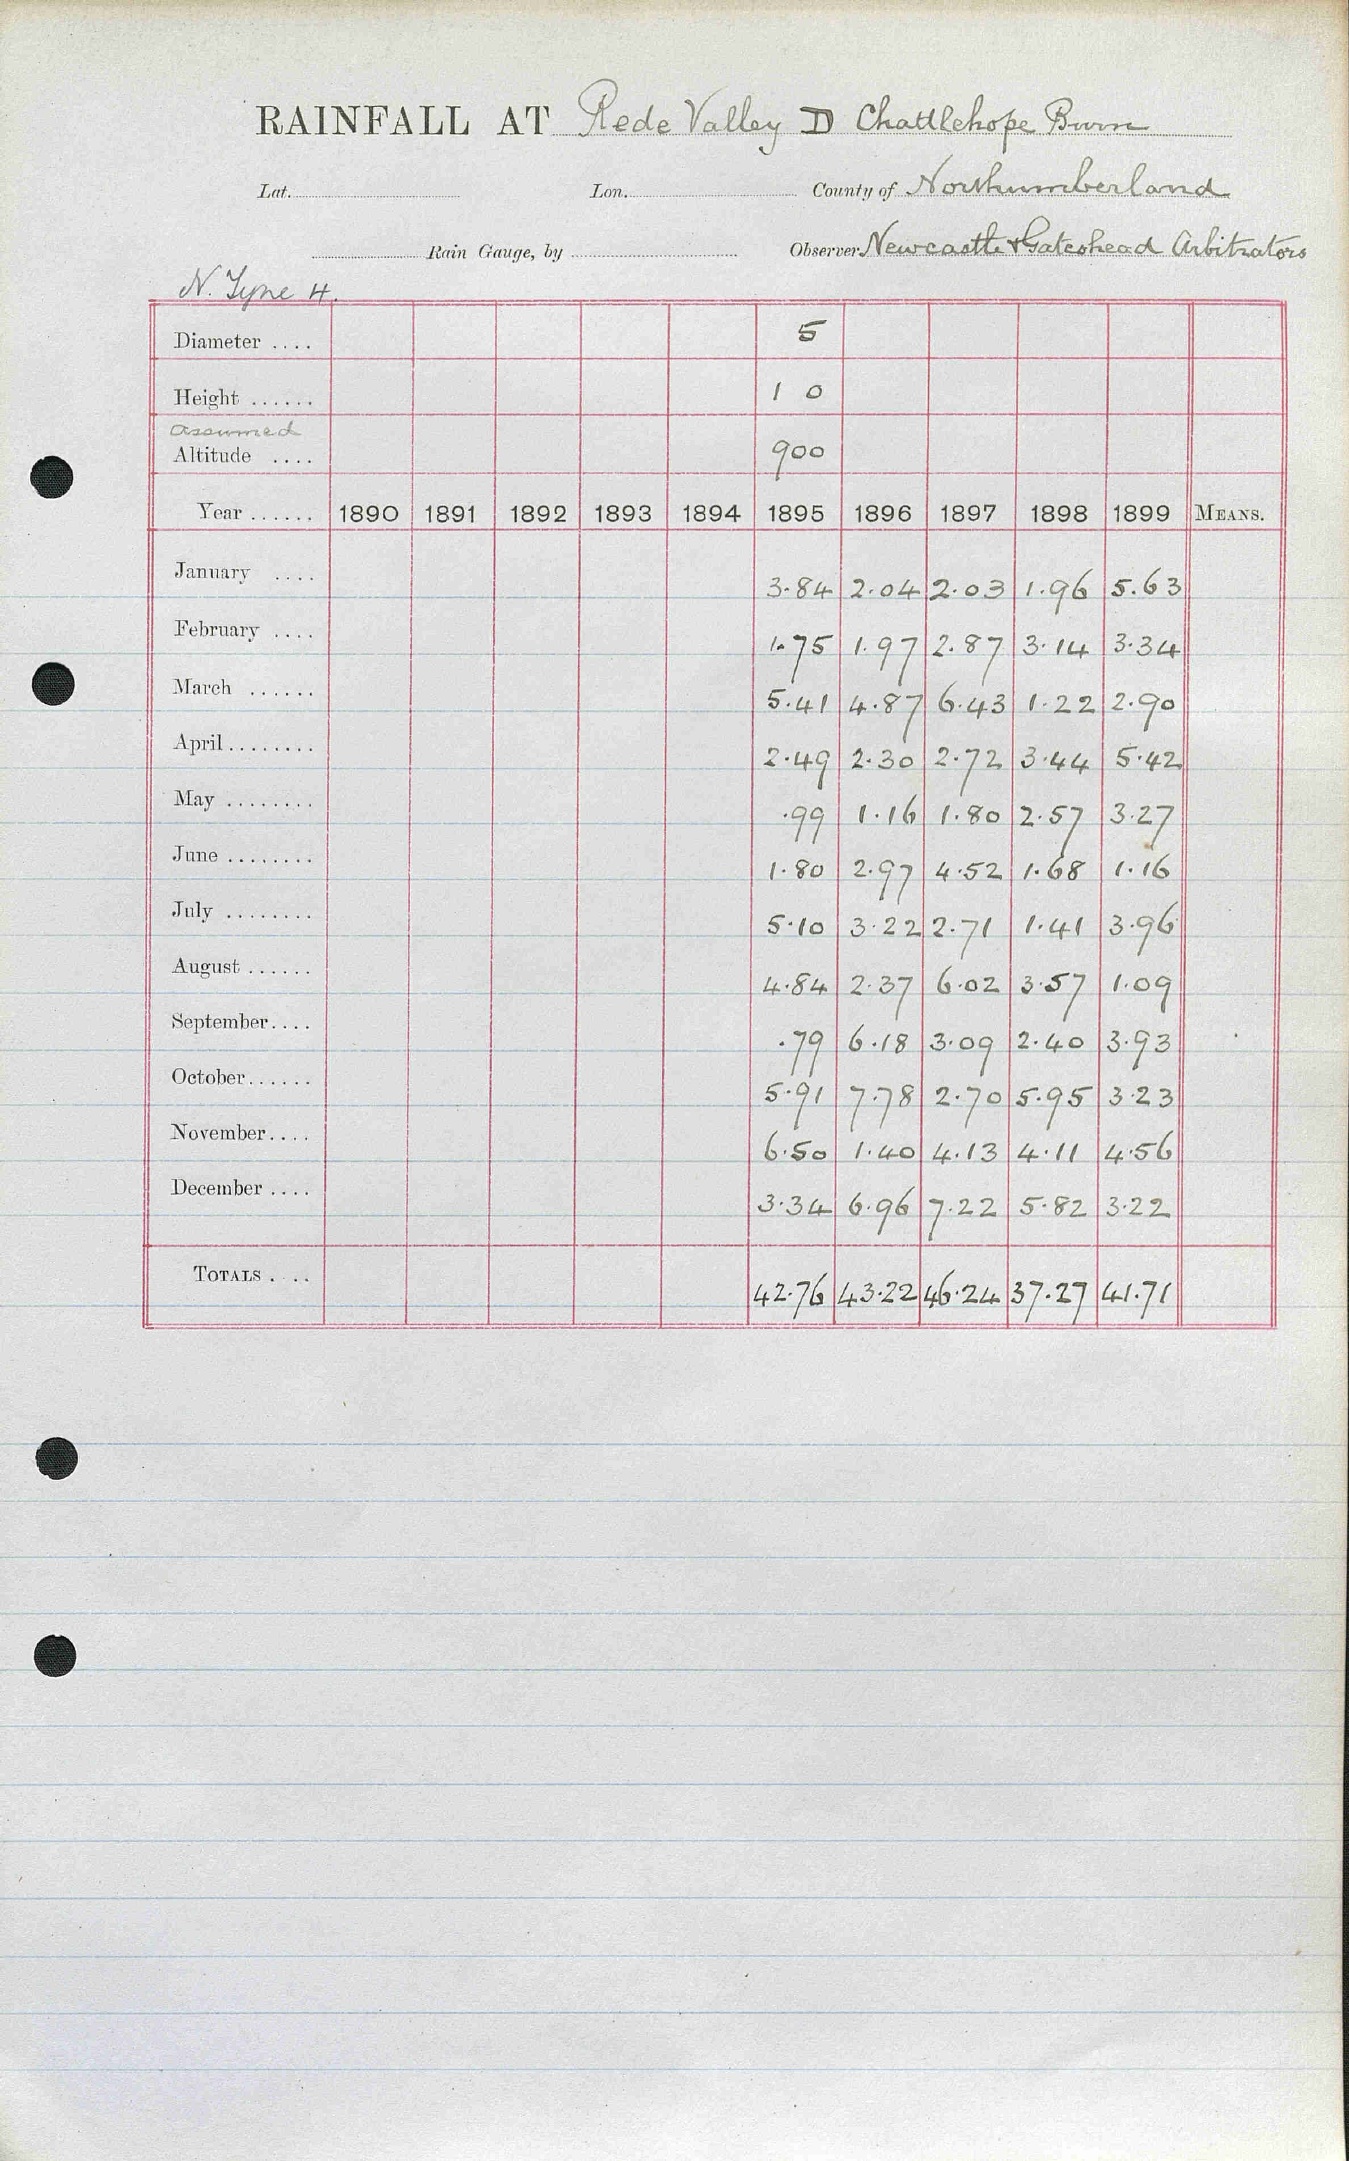 RAINFALL AT Rede Valley D Chattlehope Burn
Lat. Lon. County of Northumberland
Rain Gauge, by Observer Newcastle & Gateshead Arbitrators
N. Tyne 4.
Diameter .... 5
Height ...... 1 0
assumed
Altitude .... 900
Year ...... 1890 1891 1892 1893 1894 1895 1896 1897 1898 1899 MEANS.
January .... 3.84 2.04 2.03 1.96 5.63
February .... 1.75 1.97 2.87 3.14 3.34
March ...... 5.41 4.87 6.43 1.22 2.90
April ........ 2.49 2.30 2.72 3.44 5.42
May ........ .99 1.16 1.80 2.57 3.27
June ........ 1.80 2.97 4.52 1.68 1.16
July ........ 5.10 3.22 2.71 1.41 3.96
August ...... 4.84 2.37 6.02 3.57 1.09
September.... .79 6.18 3.09 2.40 3.93
October...... 5.91 7.78 2.70 5.95 3.23
November.... 6.50 1.40 4.13 4.11 4.56
December .... 3.34 6.96 7.22 5.82 3.22
TOTALS .... 42.76 43.22 46.24 37.27 41.71